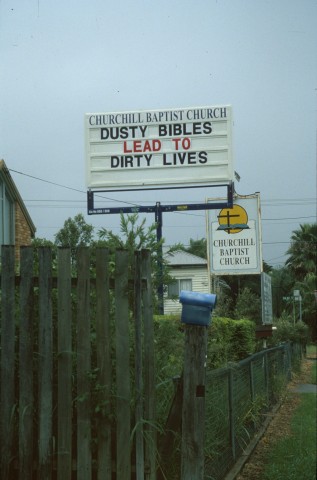 CHURCHILL BAPTIST CHURCH
DUSTY BIBLES
LEAD TO
DIRTY LIVES
CHURCHILL
BAPTIST
CHURCH